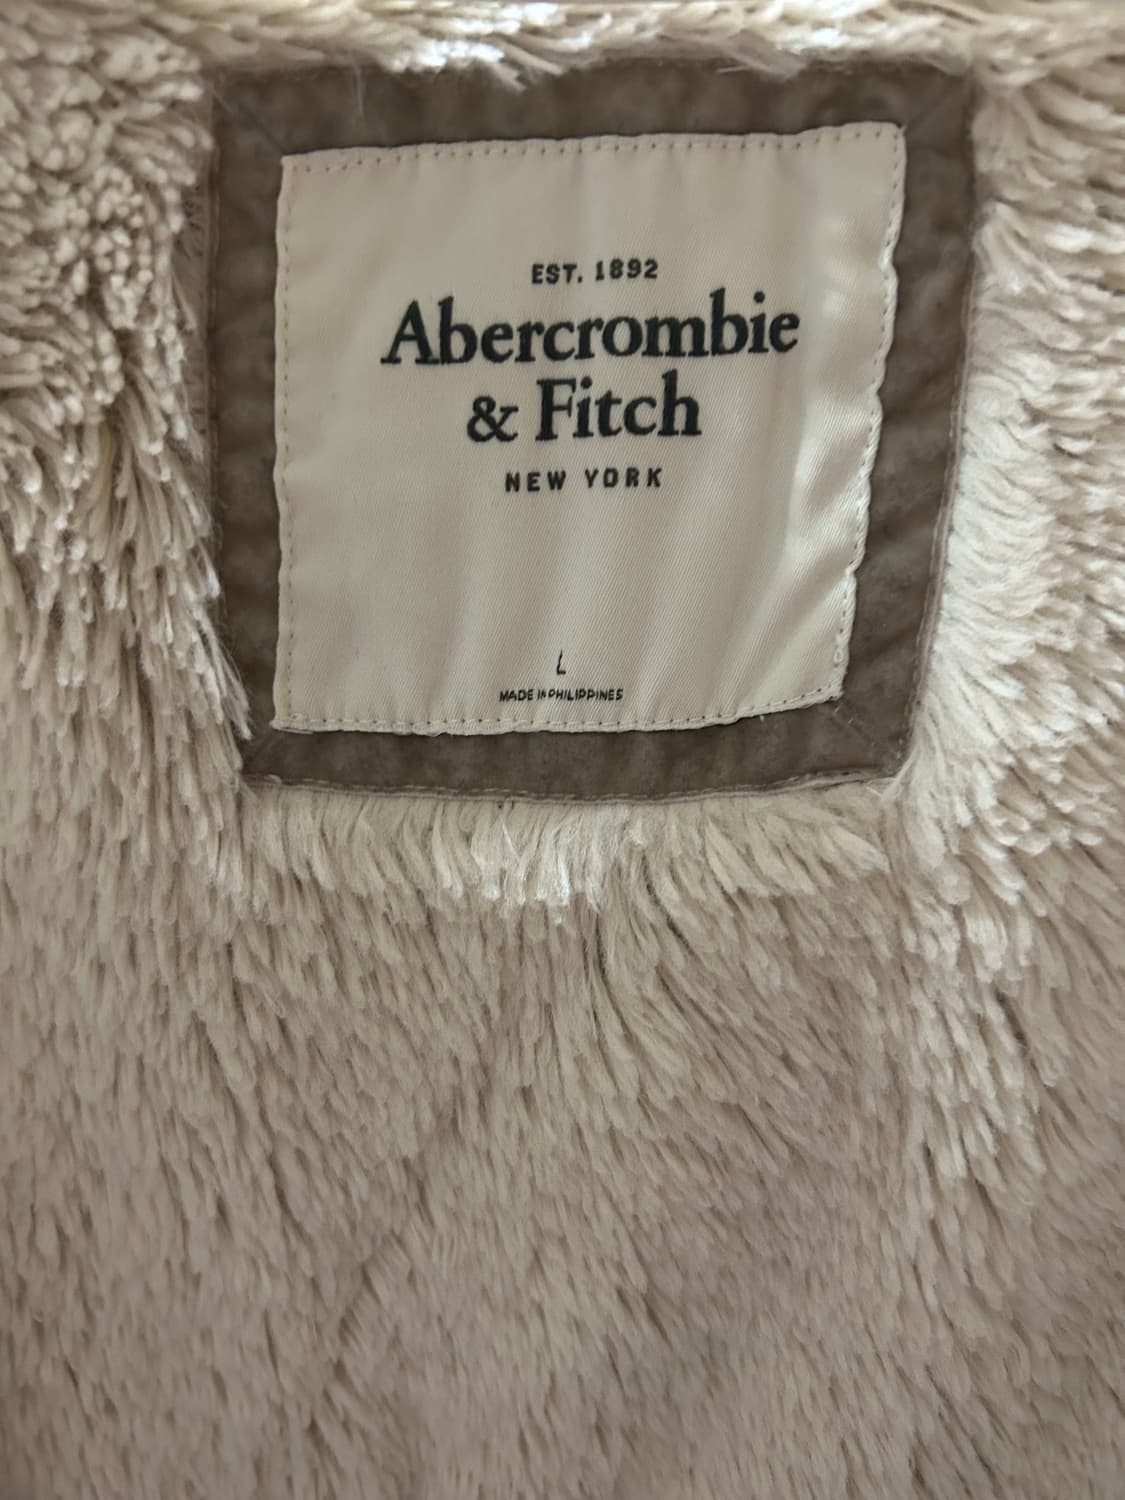 EST. 1892
Abercrombie
& Fitch
NEW YORK
L
MADE IN PHILIPPINES